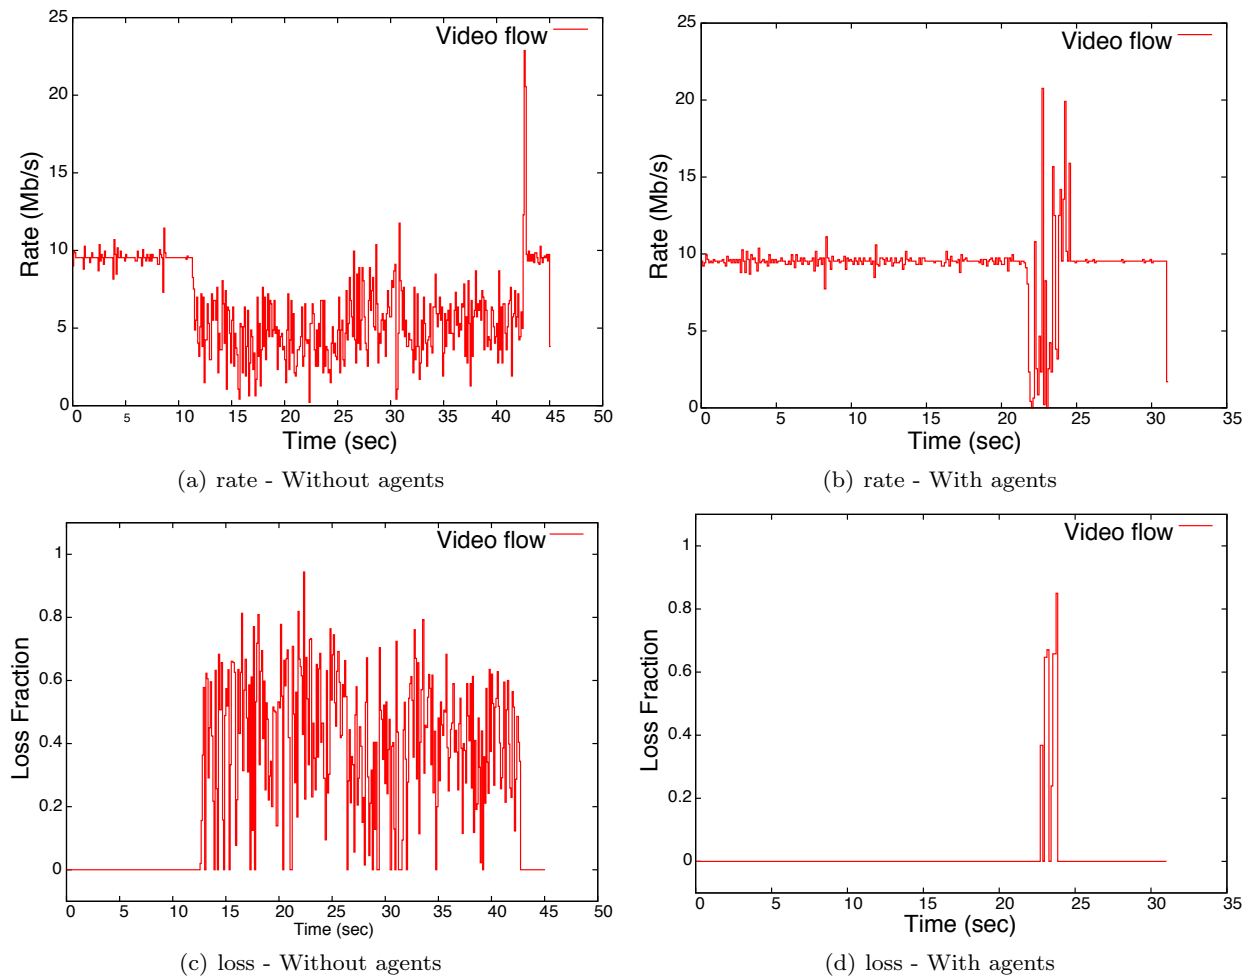 25
20
15
10
5
0
Rate (Mb/s)
Video flow
0 5 10 15 20 25 30 35 40 45 50
Time (sec)
(a) rate - Without agents
25
20
15
10
5
0
Rate (Mb/s)
Video flow
0 5 10 15 20 25 30 35
Time (sec)
(b) rate - With agents
1
0.8
0.6
0.4
0.2
0
Loss Fraction
Video flow
0 5 10 15 20 25 30 35 40 45 50
Time (sec)
(c) loss - Without agents
1
0.8
0.6
0.4
0.2
0
Loss Fraction
Video flow
0 5 10 15 20 25 30 35
Time (sec)
(d) loss - With agents